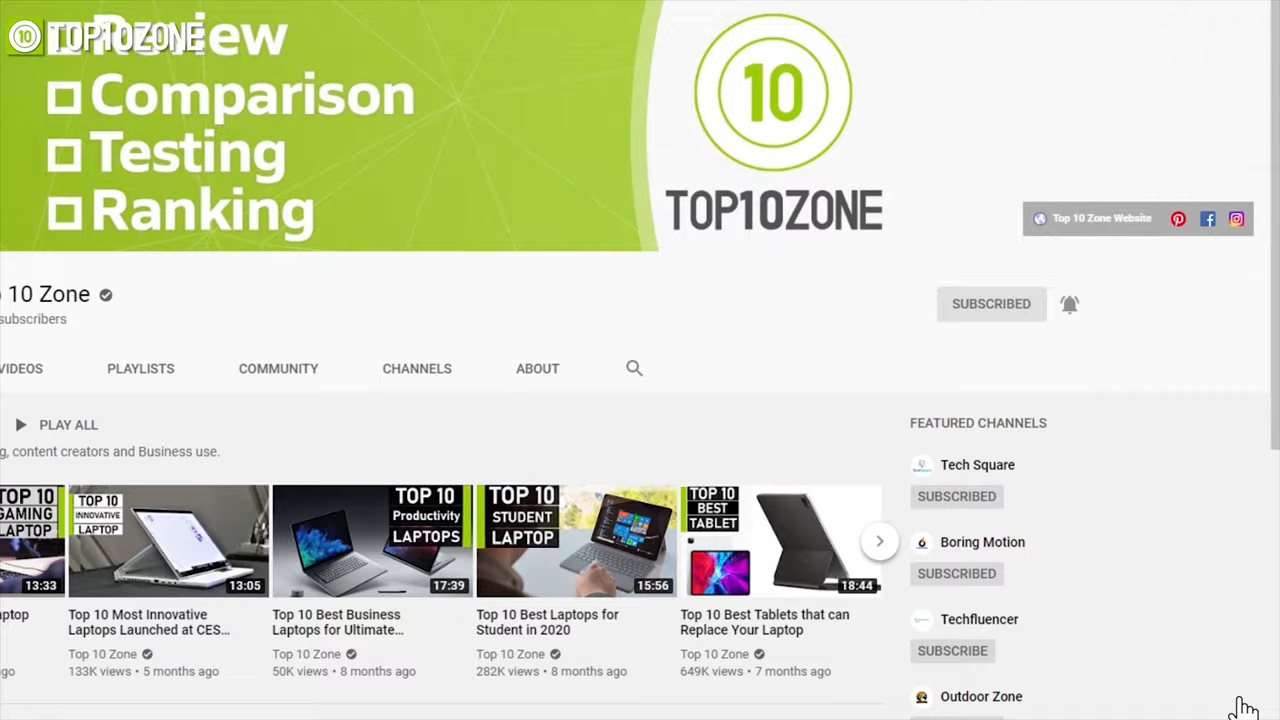 Review
TOP10ZONE
Comparison
Testing
Ranking
10
TOP10ZONE
Top 10 Zone Website
10 Zone
subscribers
SUBSCRIBED
VIDEOS
PLAYLISTS
COMMUNITY
CHANNELS
ABOUT
PLAY ALL
g, content creators and Business use.
FEATURED CHANNELS
Tech Square
SUBSCRIBED
Boring Motion
SUBSCRIBED
Techfluencer
SUBSCRIBE
Outdoor Zone
TOP 10
GAMING
LAPTOP
13:33
TOP 10
INNOVATIVE
LAPTOP
13:05
TOP 10
Productivity
LAPTOPS
17:39
TOP 10
STUDENT
LAPTOP
15:56
TOP 10
BEST
TABLET
18:44
aptop
go
Top 10 Most Innovative
Laptops Launched at CES...
Top 10 Zone
133K views • 5 months ago
Top 10 Best Business
Laptops for Ultimate...
Top 10 Zone
50K views • 8 months ago
Top 10 Best Laptops for
Student in 2020
Top 10 Zone
282K views • 8 months ago
Top 10 Best Tablets that can
Replace Your Laptop
Top 10 Zone
649K views • 7 months ago